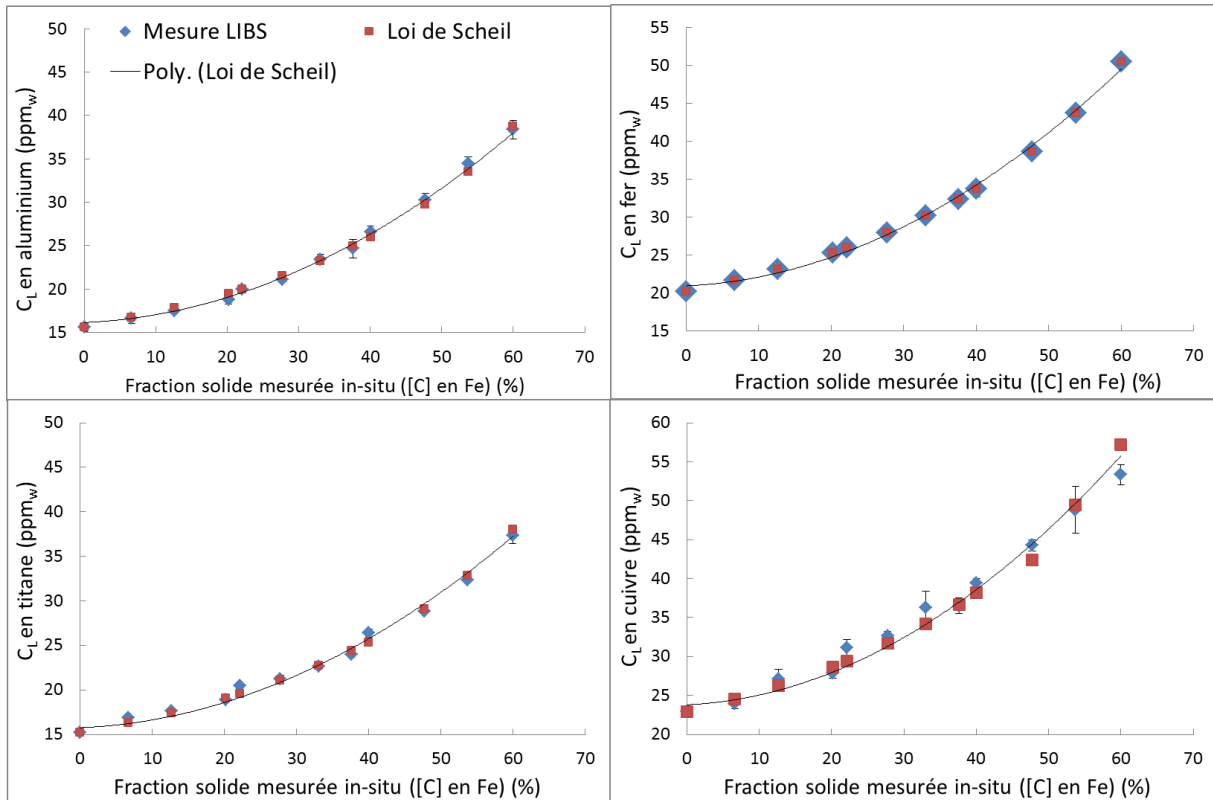 Mesure LIBS
Loi de Scheil
Poly. (Loi de Scheil)
C_L en aluminium (ppm_w)
50
45
40
35
30
25
20
15
0 10 20 30 40 50 60 70
Fraction solide mesurée in-situ ([C] en Fe) (%)
C_L en fer (ppm_w)
55
50
45
40
35
30
25
20
15
0 10 20 30 40 50 60 70
Fraction solide mesurée in-situ ([C] en Fe) (%)
C_L en titane (ppm_w)
50
45
40
35
30
25
20
15
0 10 20 30 40 50 60 70
Fraction solide mesurée in-situ ([C] en Fe) (%)
C_L en cuivre (ppm_w)
60
55
50
45
40
35
30
25
20
0 10 20 30 40 50 60 70
Fraction solide mesurée in-situ ([C] en Fe) (%)